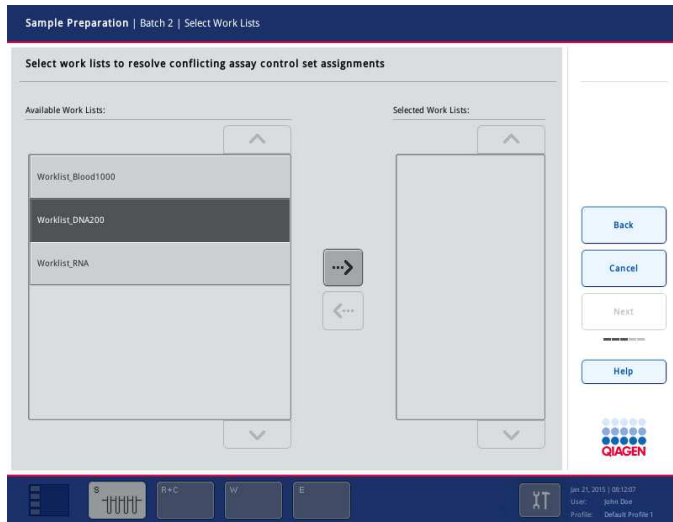 Sample Preparation | Batch 2 | Select Work Lists
Select work lists to resolve conflicting assay control set assignments
Available Work Lists:
Selected Work Lists:
Worklist_Blood1000
Worklist_DNA200
Worklist_RNA
Back
Cancel
Next
Help
QIAGEN
S
R+C
W
E
Jan 21, 2015 | 08:12:07
User: John Doe
Profile: Default Profile 1